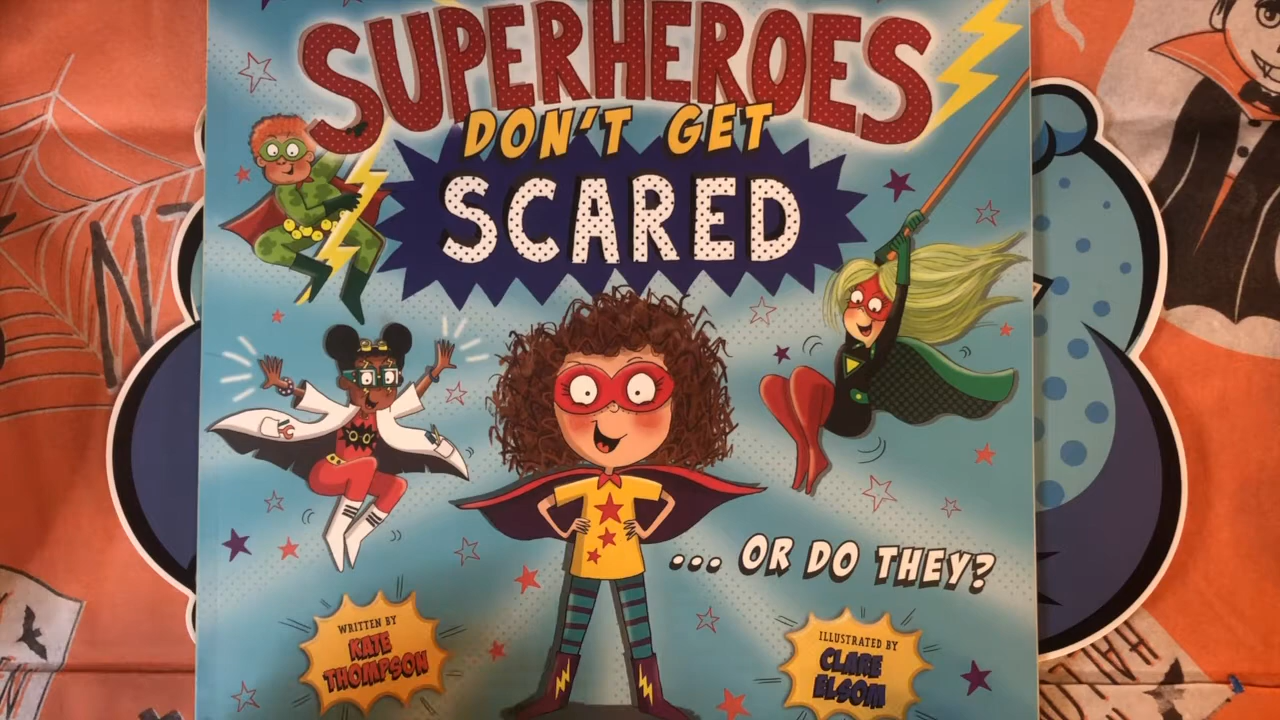 SUPERHEROES
DON'T GET
SCARED
... OR DO THEY?
WRITTEN BY
KATE
THOMPSON
ILLUSTRATED BY
CLARE
ELSOM